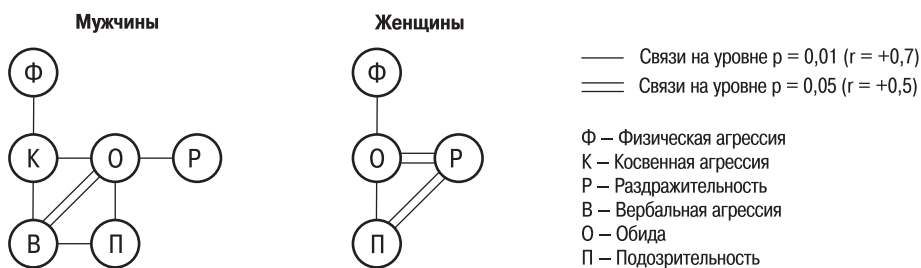 Мужчины
Женщины
Ф
К
О
Р
В
П
Ф
О
Р
П
Связи на уровне p = 0,01 (r = +0,7)
Связи на уровне p = 0,05 (r = +0,5)
Ф – Физическая агрессия
К – Косвенная агрессия
Р – Раздражительность
В – Вербальная агрессия
О – Обида
П – Подозрительность